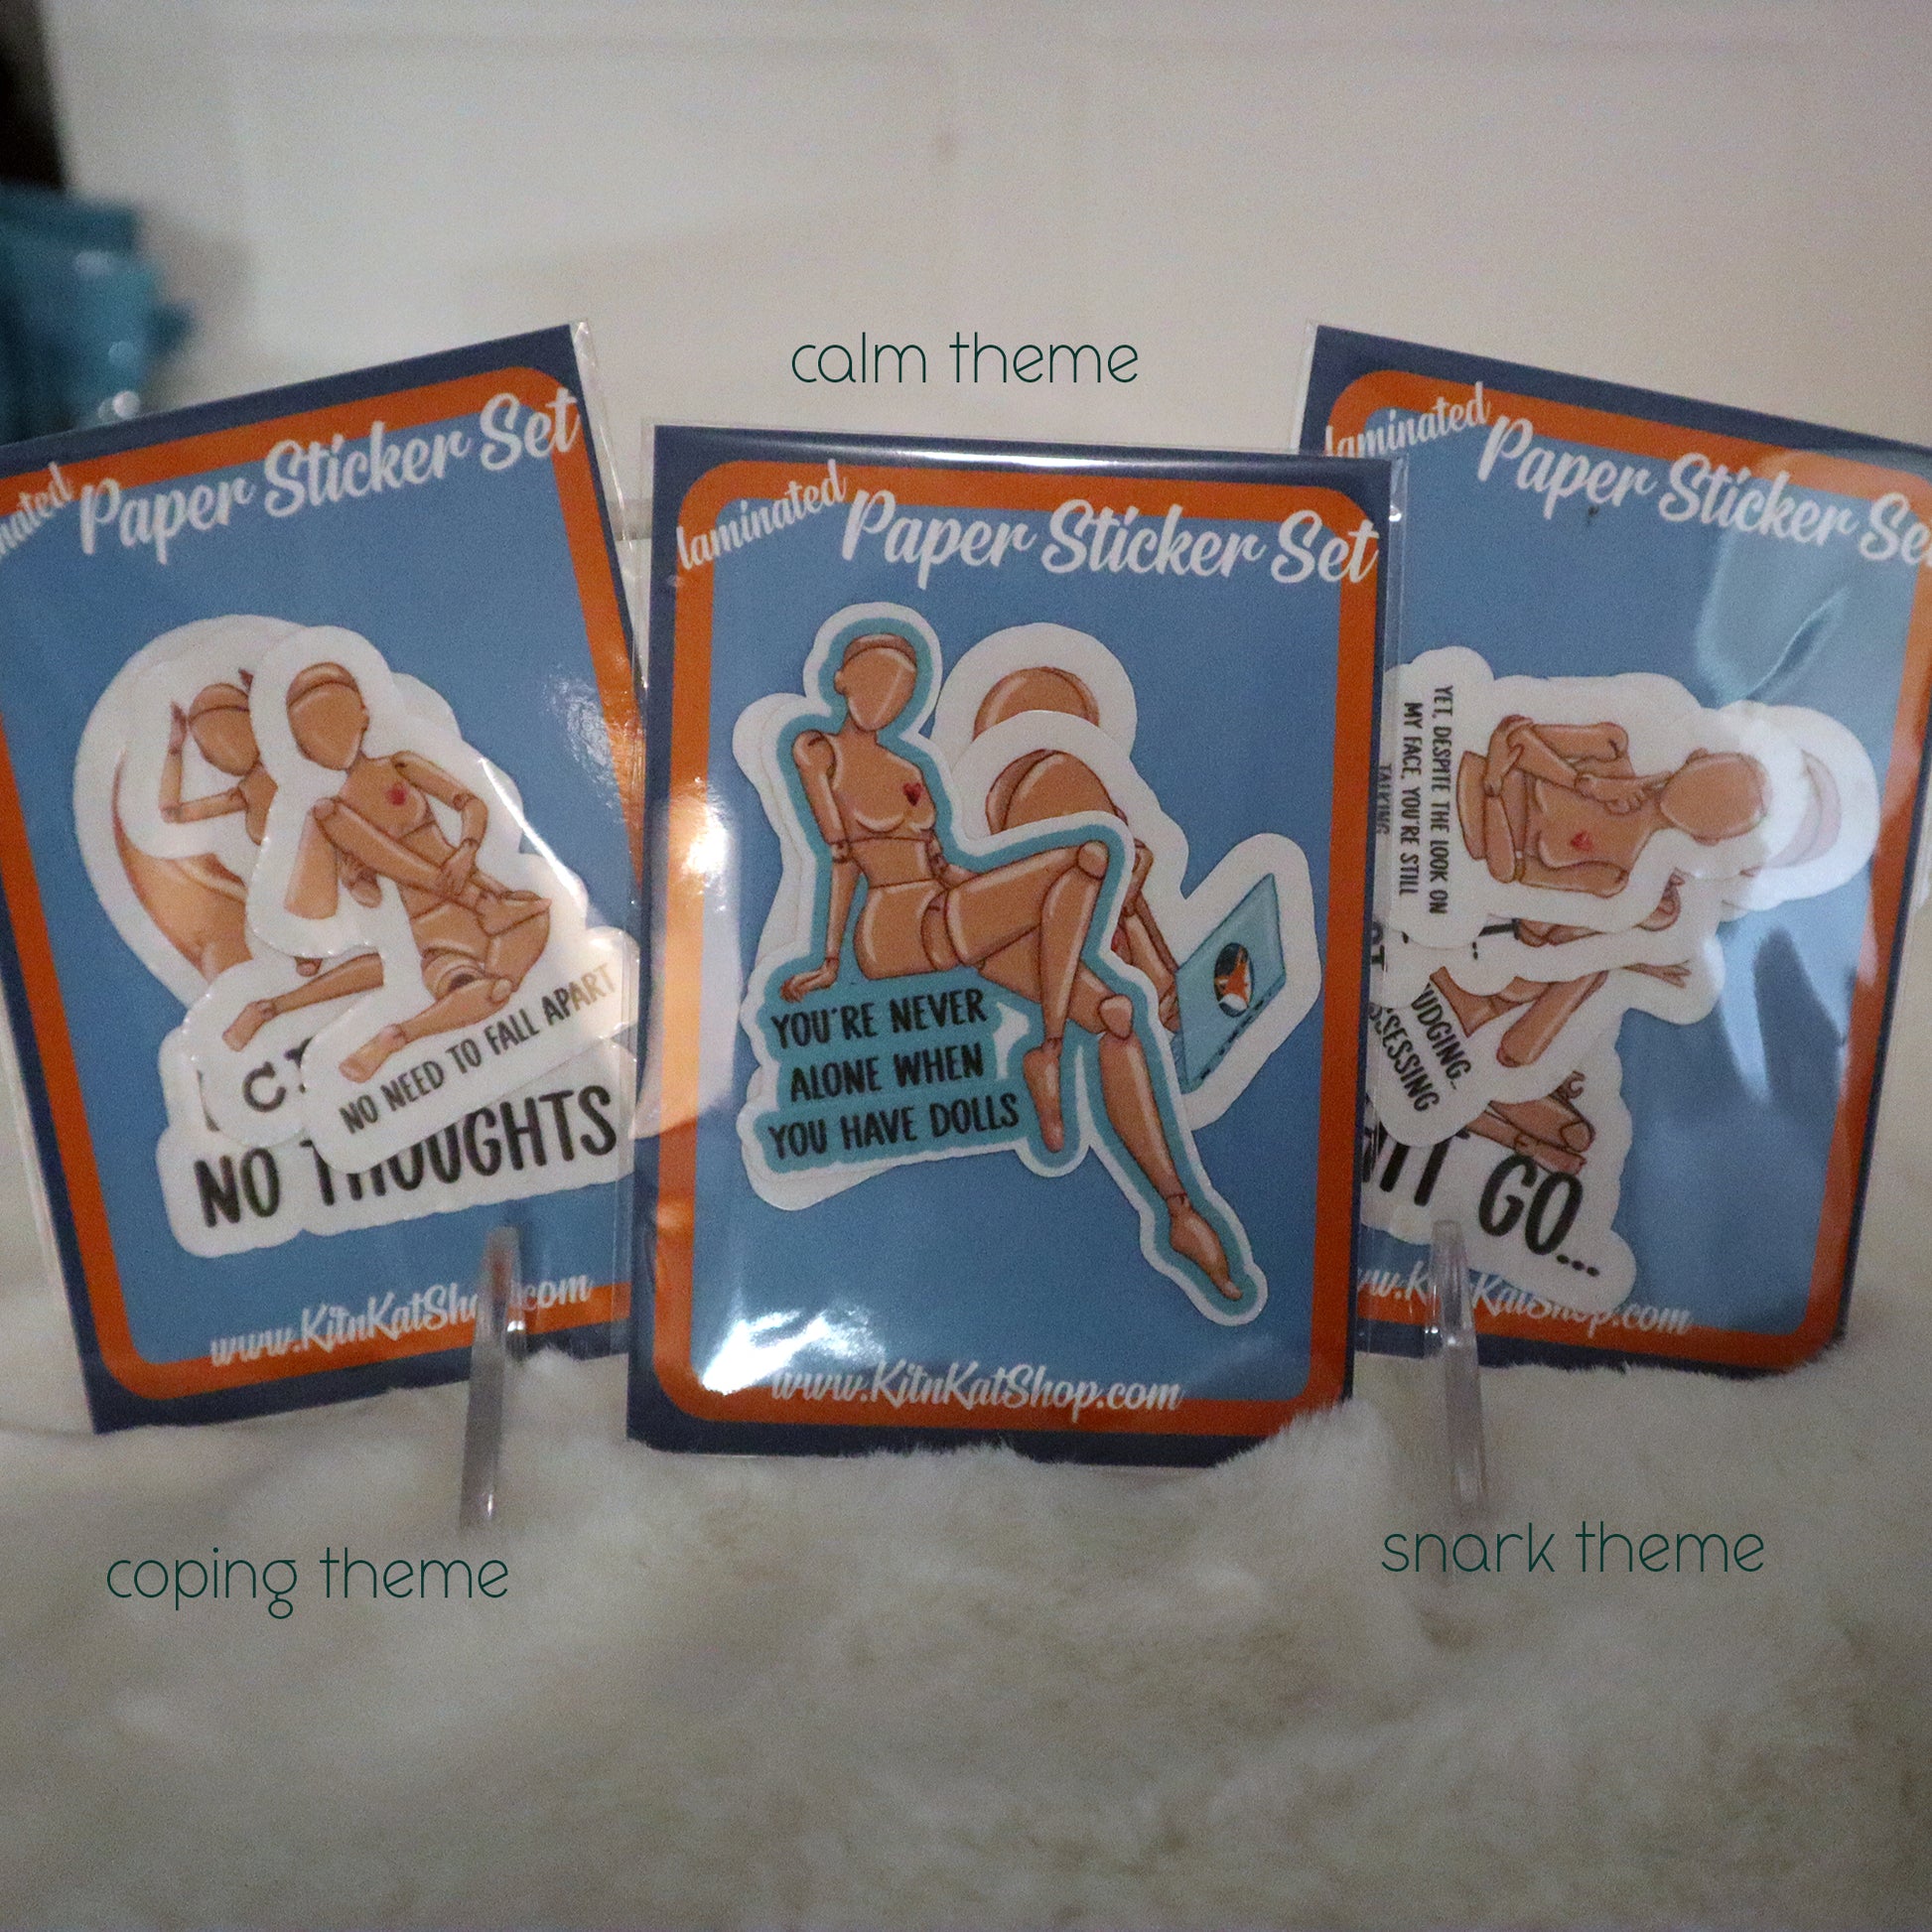 calm theme
Paper Sticker Set
NO NEED TO FALL APART
NO THOUGHTS
laminated
Paper Sticker Set
YOU'RE NEVER
ALONE WHEN
YOU HAVE DOLLS
www.KitnKatShop.com
laminated
Paper Sticker Set
YET, DESPITE THE LOOK ON
MY FACE, YOU'RE STILL
TALKING
GO...
coping theme
snark theme